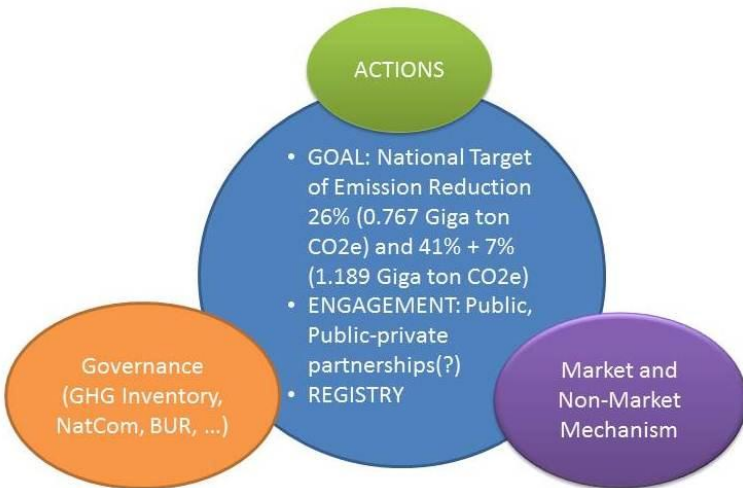 ACTIONS
• GOAL: National Target
of Emission Reduction
26% (0.767 Giga ton
CO2e) and 41% + 7%
(1.189 Giga ton CO2e)
• ENGAGEMENT: Public,
Public-private
partnerships(?)
• REGISTRY
Governance
(GHG Inventory,
NatCom, BUR, ...)
Market and
Non-Market
Mechanism